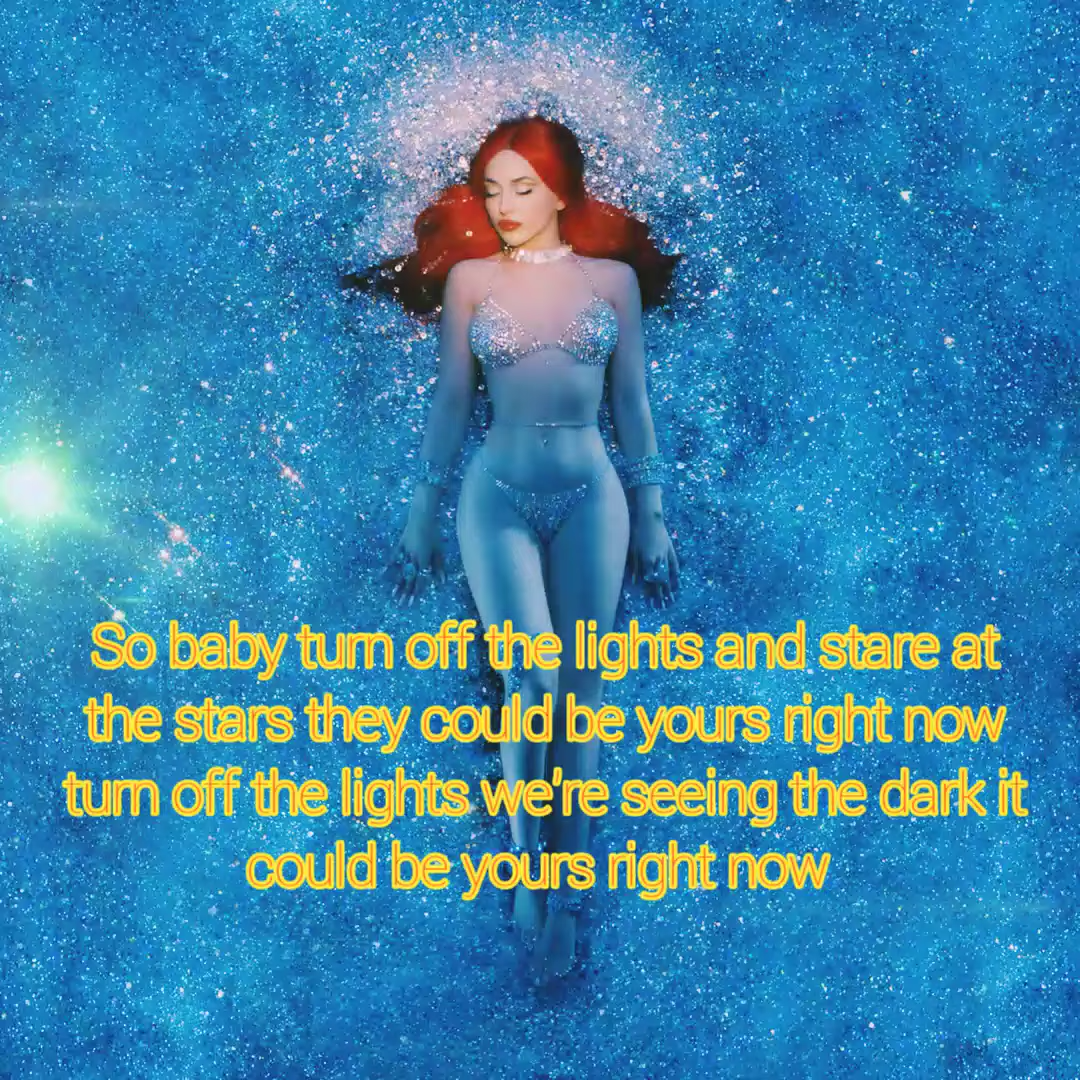 So baby turn off the lights and stare at
the stars they could be yours right now
turn off the lights we're seeing the dark it
could be yours right now